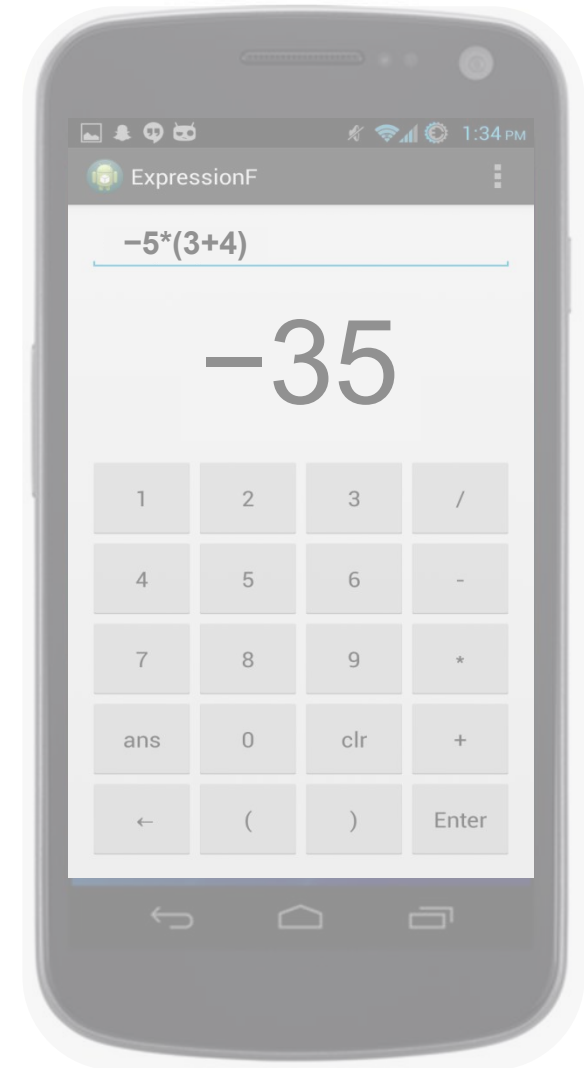 1:34 PM
ExpressionF
−5*(3+4)
−35
1 2 3 /
4 5 6 -
7 8 9 *
ans 0 clr +
← ( ) Enter